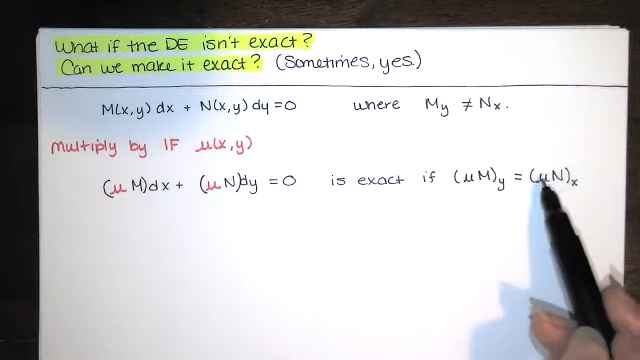 What if the DE isn't exact?
Can we make it exact? (Sometimes, yes.)
M(x,y) dx + N(x,y) dy = 0 where My ≠ Nx.
Multiply by IF μ(x,y)
(μM)dx + (μN)dy = 0 is exact if (μM)y = (μN)x